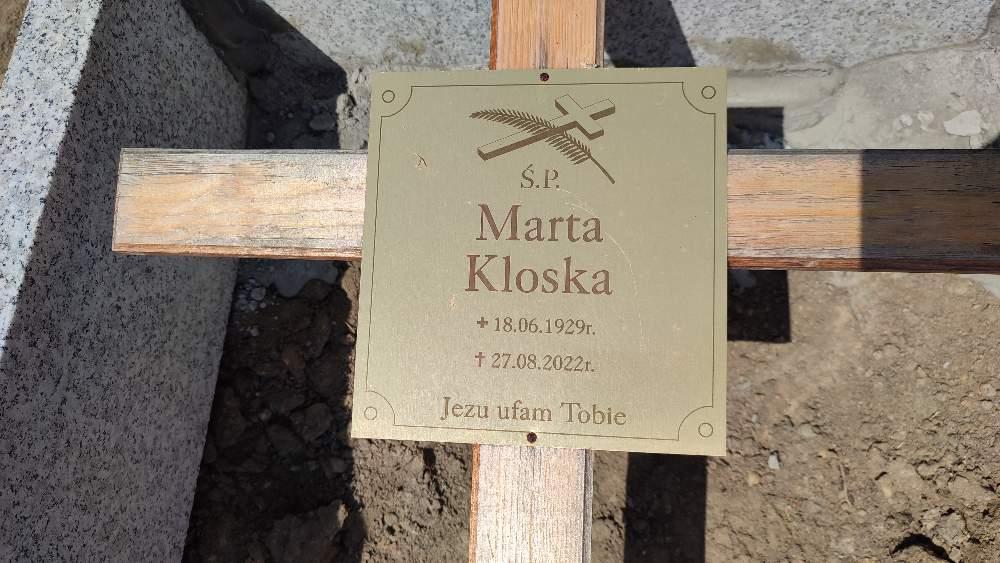 Ś.P.
Marta
Kloska
+ 18.06.1929r.
† 27.08.2022r.
Jezu ufam Tobie